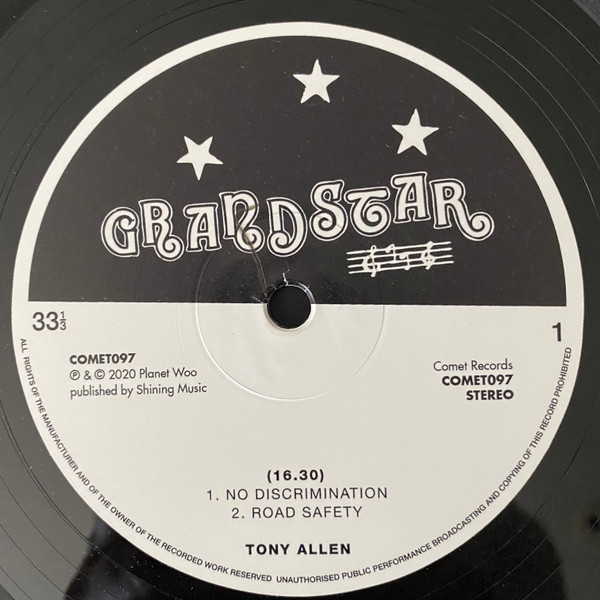 GRANDSTAR
33⅓
1
COMET097
℗ & © 2020 Planet Woo
published by Shining Music
Comet Records
COMET097
STEREO
(16.30)
1. NO DISCRIMINATION
2. ROAD SAFETY
TONY ALLEN
ALL RIGHTS OF THE MANUFACTURER AND OF THE OWNER OF THE RECORDED WORK RESERVED UNAUTHORISED PUBLIC PERFORMANCE BROADCASTING AND COPYING OF THIS RECORD PROHIBITED